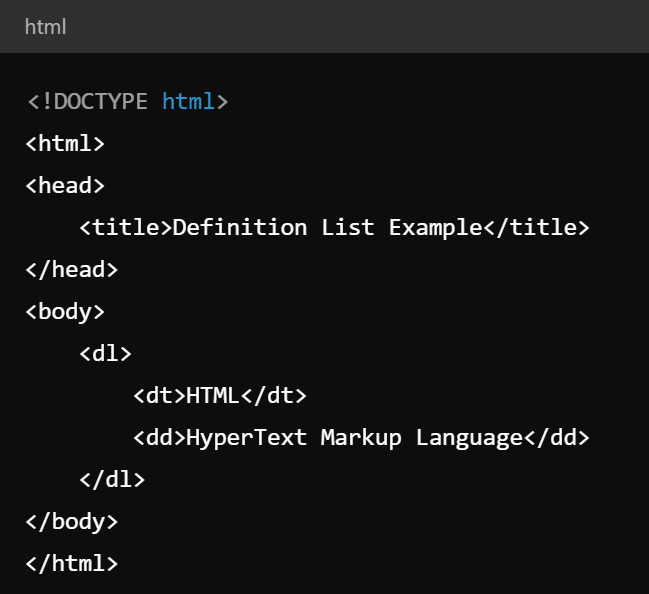 html
<!DOCTYPE html>
<html>
<head>
    <title>Definition List Example</title>
</head>
<body>
    <dl>
        <dt>HTML</dt>
        <dd>HyperText Markup Language</dd>
    </dl>
</body>
</html>